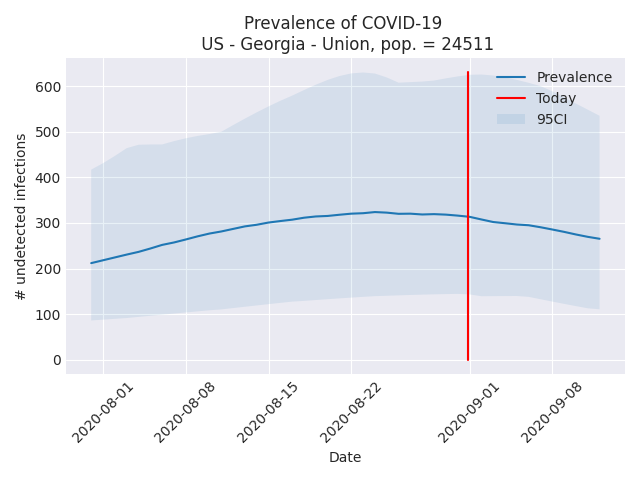 Prevalence of COVID-19
US - Georgia - Union, pop. = 24511
Prevalence
Today
95CI
# undetected infections
600
500
400
300
200
100
0
2020-08-01
2020-08-08
2020-08-15
2020-08-22
2020-09-01
2020-09-08
Date